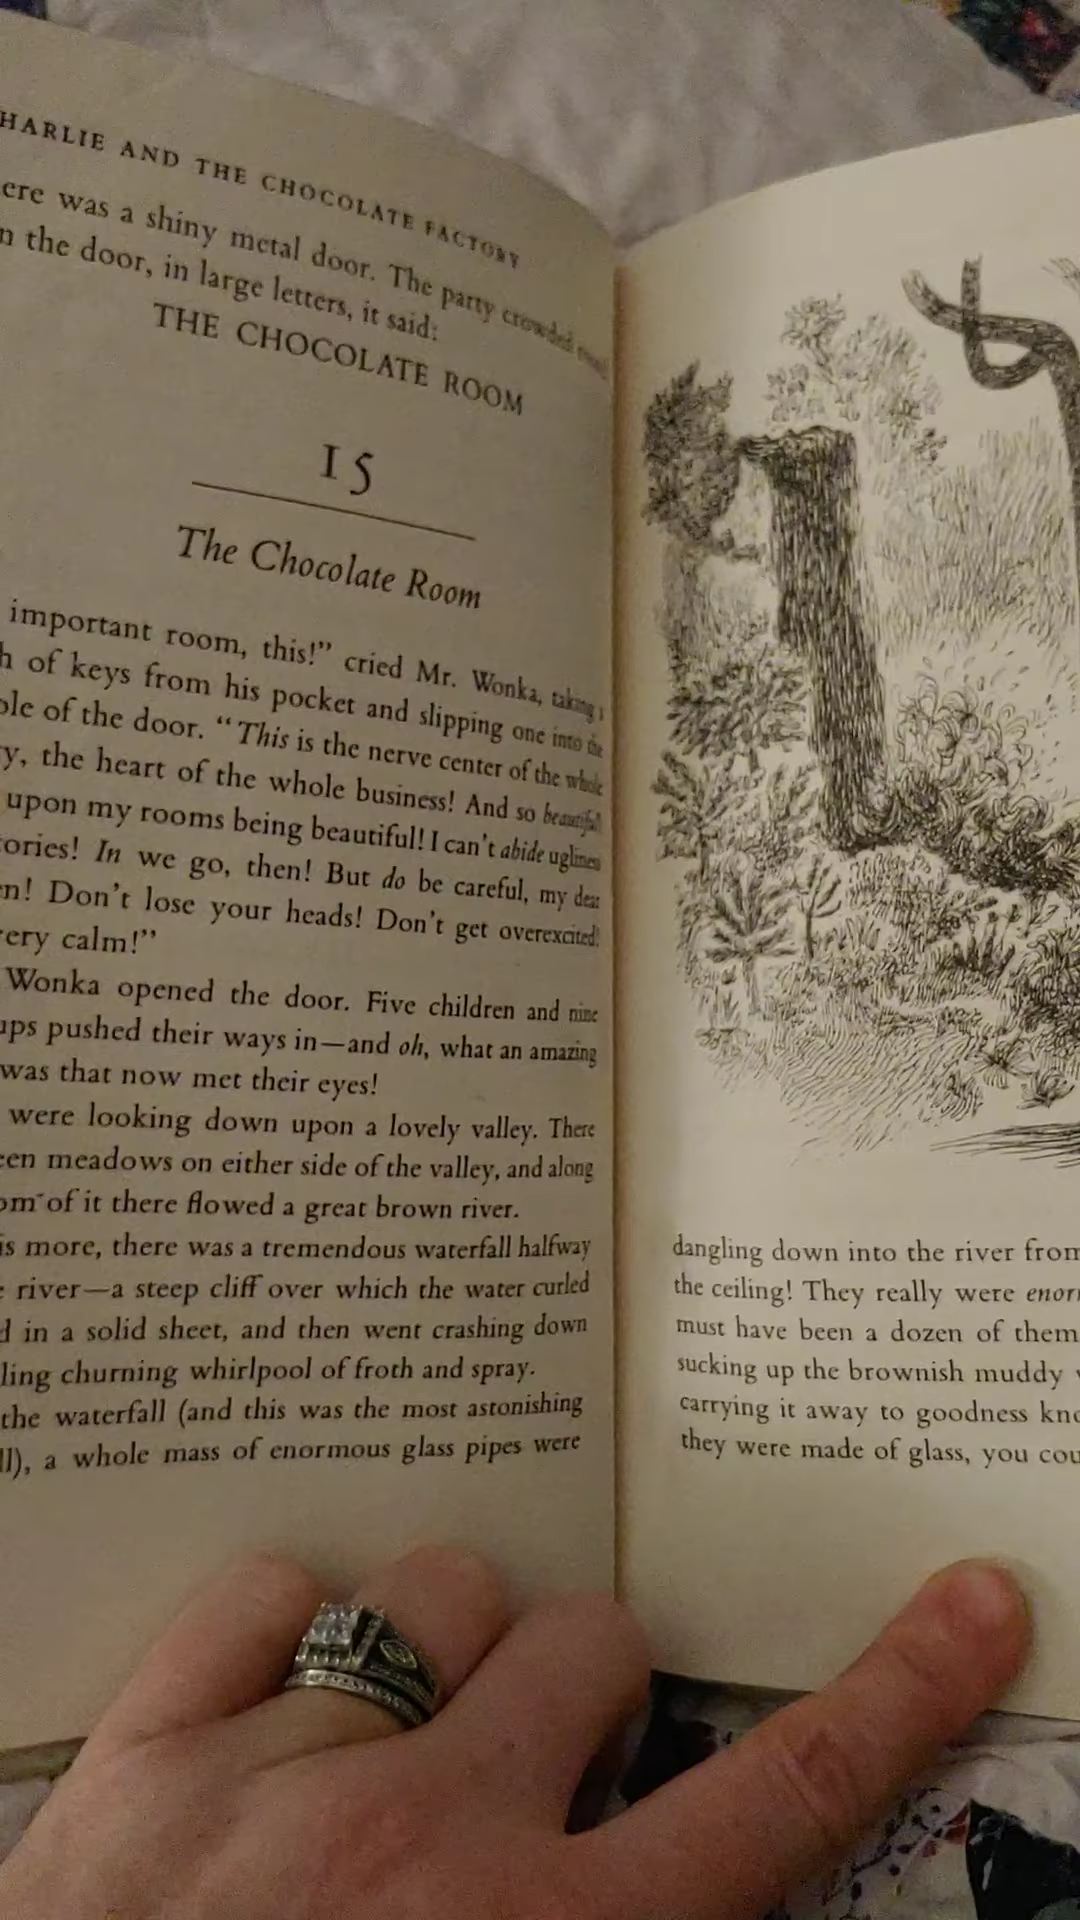 HARLIE AND THE CHOCOLATE FACTORY
ere was a shiny metal door. The party crowded
n the door, in large letters, it said:
THE CHOCOLATE ROOM
15
The Chocolate Room
important room, this!” cried Mr. Wonka, taking a
h of keys from his pocket and slipping one into the
ole of the door. “This is the nerve center of the whole
y, the heart of the whole business! And so beautiful!
upon my rooms being beautiful! I can't abide ugliness
tories! In we go, then! But do be careful, my dear
en! Don't lose your heads! Don't get overexcited!
very calm!”
Wonka opened the door. Five children and nine
ups pushed their ways in—and oh, what an amazing
was that now met their eyes!
were looking down upon a lovely valley. There
een meadows on either side of the valley, and along
om of it there flowed a great brown river.
is more, there was a tremendous waterfall halfway
e river—a steep cliff over which the water curled
d in a solid sheet, and then went crashing down
ling churning whirlpool of froth and spray.
the waterfall (and this was the most astonishing
ll), a whole mass of enormous glass pipes were
dangling down into the river from
the ceiling! They really were enorm
must have been a dozen of them
sucking up the brownish muddy
carrying it away to goodness kno
they were made of glass, you cou